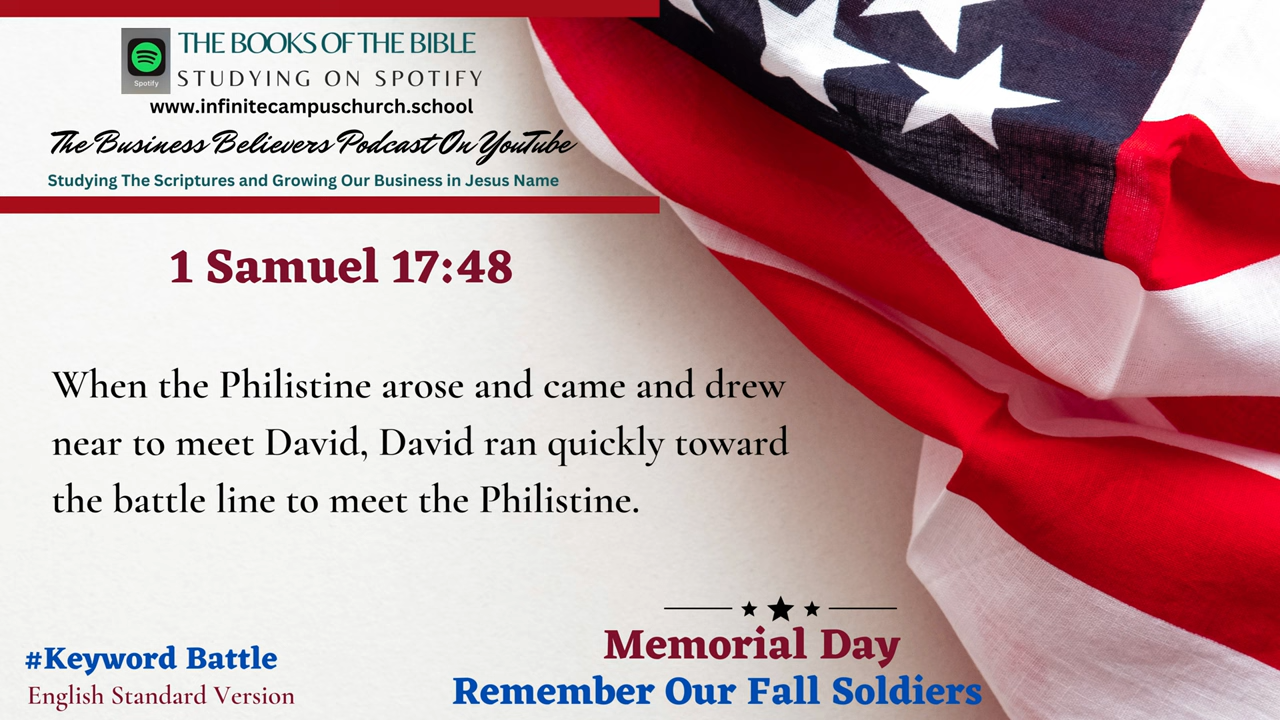 THE BOOKS OF THE BIBLE
Spotify
STUDYING ON SPOTIFY
www.infinitecampuschurch.school
The Business Believers Podcast On YouTube
Studying The Scriptures and Growing Our Business in Jesus Name
1 Samuel 17:48
When the Philistine arose and came and drew
near to meet David, David ran quickly toward
the battle line to meet the Philistine.
#Keyword Battle
English Standard Version
Memorial Day
Remember Our Fall Soldiers